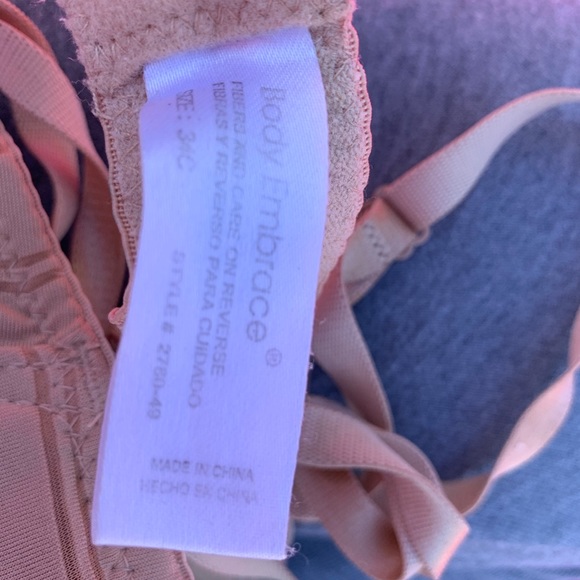 Body Embrace®
FIBERS AND CARE ON REVERSE
FIBRAS Y REVERSO PARA CUIDADO
SIZE: 34C
STYLE # 2760-49
MADE IN CHINA
HECHO EN CHINA